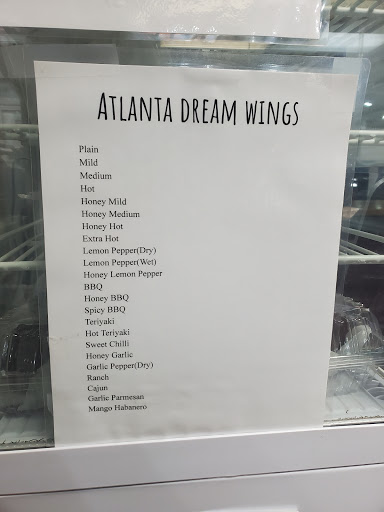 ATLANTA DREAM WINGS
Plain
Mild
Medium
Hot
Honey Mild
Honey Medium
Honey Hot
Extra Hot
Lemon Pepper(Dry)
Lemon Pepper(Wet)
Honey Lemon Pepper
BBQ
Honey BBQ
Spicy BBQ
Teriyaki
Hot Teriyaki
Sweet Chilli
Honey Garlic
Garlic Pepper(Dry)
Ranch
Cajun
Garlic Parmesan
Mango Habanero